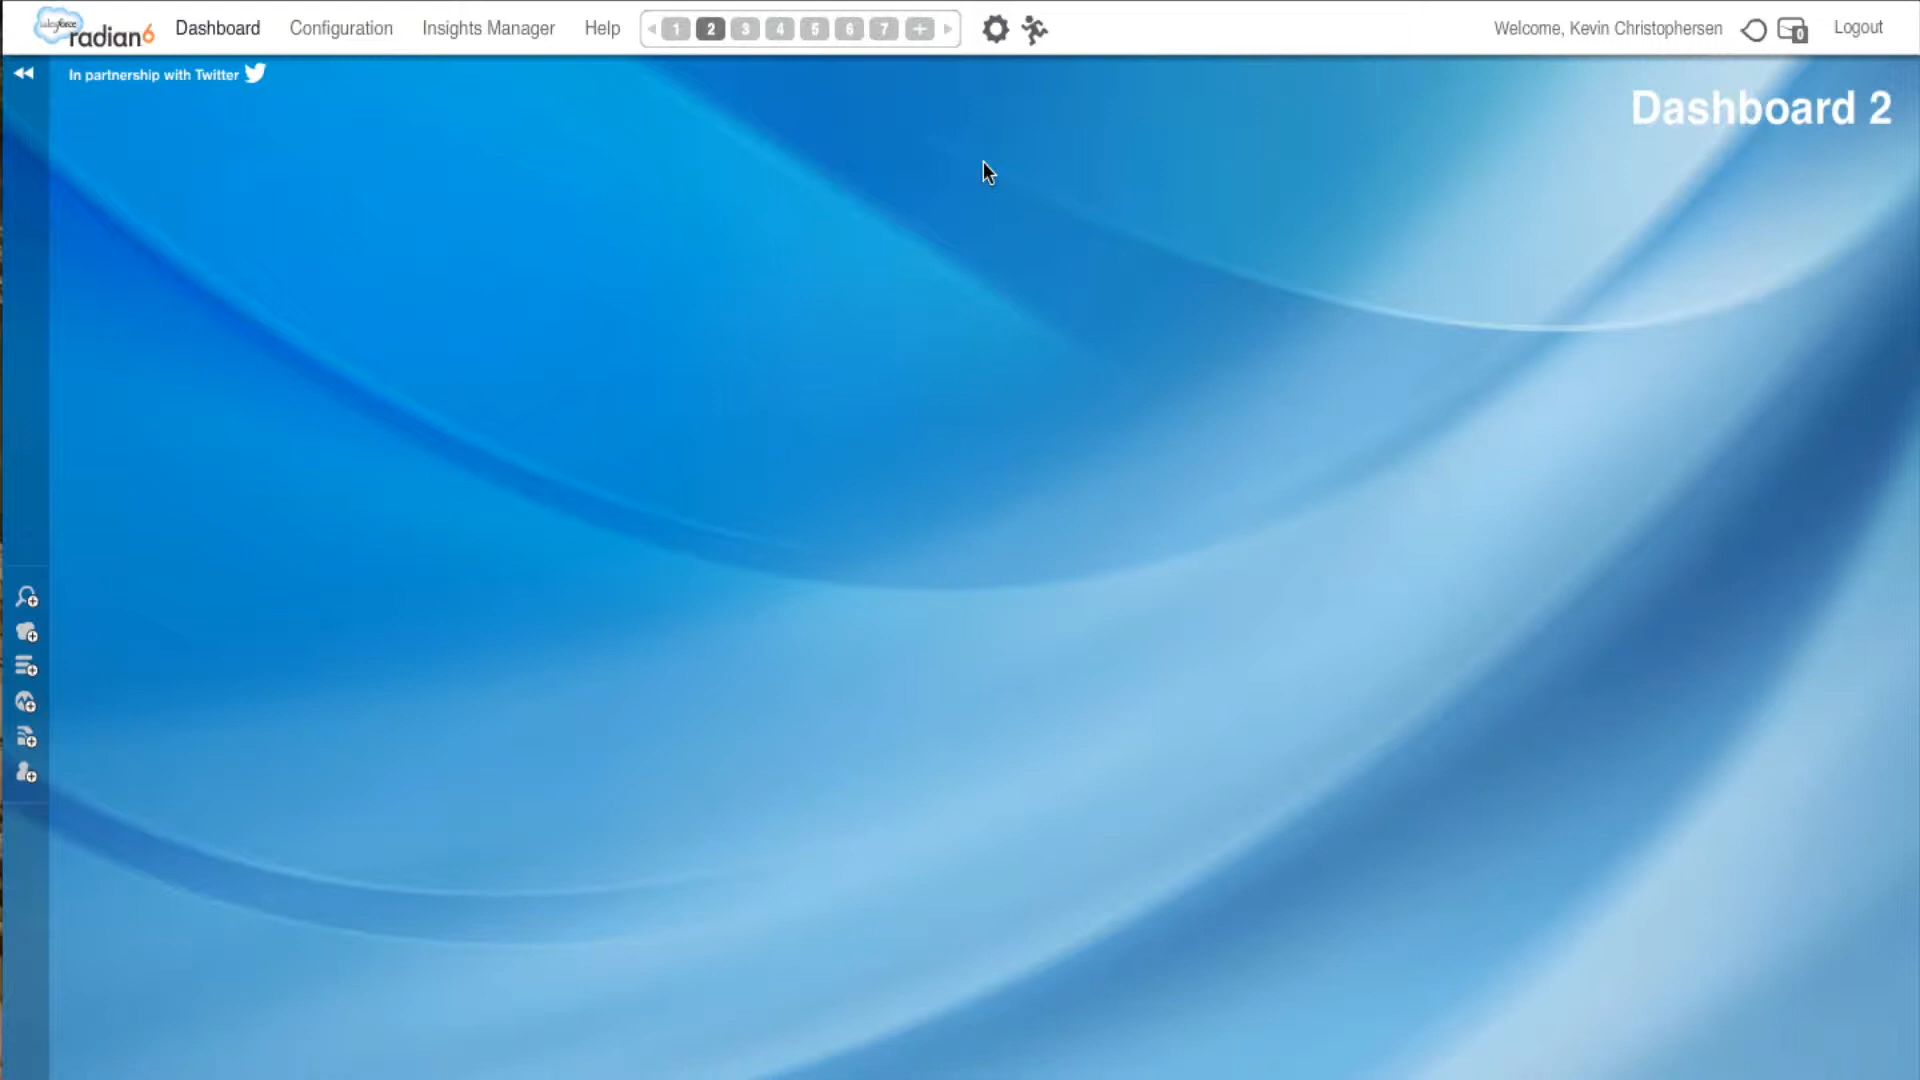 salesforce
radian6
Dashboard
Configuration
Insights Manager
Help
1 2 3 4 5 6 7 +
Welcome, Kevin Christophersen
0
Logout
In partnership with Twitter
Dashboard 2